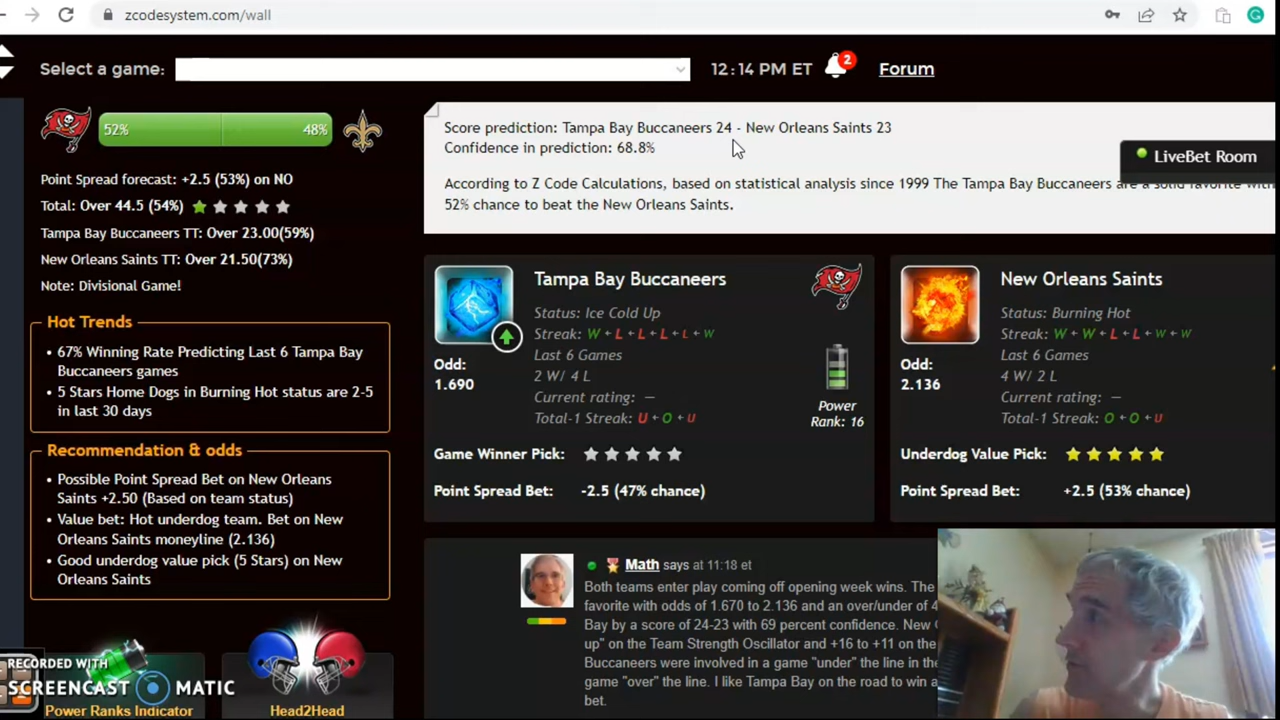 zcodesystem.com/wall
Select a game:
12:14 PM ET
2
Forum
52%
48%
Score prediction: Tampa Bay Buccaneers 24 - New Orleans Saints 23
Confidence in prediction: 68.8%
LiveBet Room
According to Z Code Calculations, based on statistical analysis since 1999 The Tampa Bay Buccaneers are a solid favorite with
52% chance to beat the New Orleans Saints.
Point Spread forecast: +2.5 (53%) on NO
Total: Over 44.5 (54%)
Tampa Bay Buccaneers TT: Over 23.00(59%)
New Orleans Saints TT: Over 21.50(73%)
Note: Divisional Game!
Hot Trends
• 67% Winning Rate Predicting Last 6 Tampa Bay
Buccaneers games
• 5 Stars Home Dogs in Burning Hot status are 2-5
in last 30 days
Recommendation & odds
• Possible Point Spread Bet on New Orleans
Saints +2.50 (Based on team status)
• Value bet: Hot underdog team. Bet on New
Orleans Saints moneyline (2.136)
• Good underdog value pick (5 Stars) on New
Orleans Saints
Tampa Bay Buccaneers
Status: Ice Cold Up
Streak: W L L L L W
Last 6 Games
2 W/ 4 L
Current rating: —
Total-1 Streak: U O U
Odd:
1.690
Power
Rank: 16
Game Winner Pick:
Point Spread Bet: -2.5 (47% chance)
New Orleans Saints
Status: Burning Hot
Streak: W W L L W W
Last 6 Games
4 W/ 2 L
Current rating: —
Total-1 Streak: O O U
Odd:
2.136
Underdog Value Pick:
Point Spread Bet: +2.5 (53% chance)
Math says at 11:18 et
Both teams enter play coming off opening week wins. The
favorite with odds of 1.670 to 2.136 and an over/under of 4
Bay by a score of 24-23 with 69 percent confidence. New
up" on the Team Strength Oscillator and +16 to +11 on the
Buccaneers were involved in a game "under" the line in the
game "over" the line. I like Tampa Bay on the road to win a
bet.
RECORDED WITH
SCREENCAST MATIC
Power Ranks Indicator
Head2Head